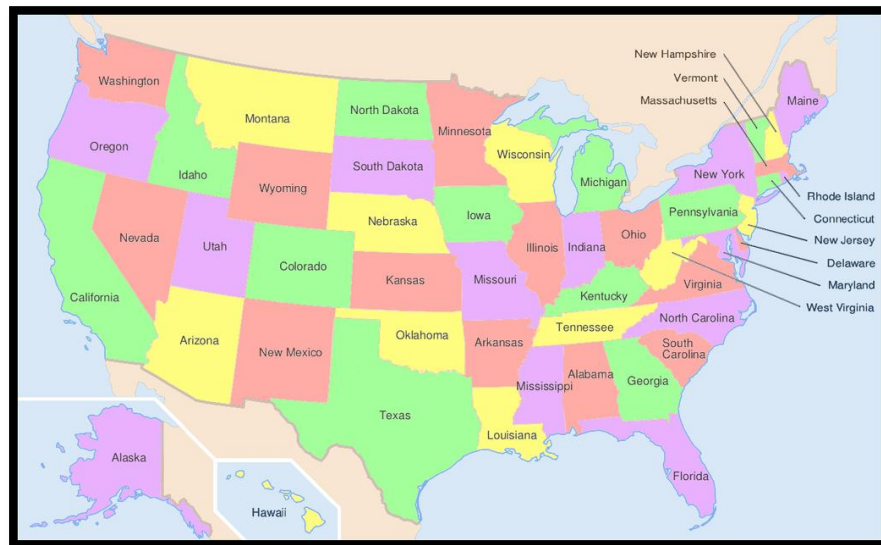 New Hampshire
Vermont
Massachusetts
Washington
Montana
North Dakota
Minnesota
Maine
Oregon
Idaho
Wyoming
South Dakota
Wisconsin
Michigan
New York
Rhode Island
Connecticut
New Jersey
Delaware
Maryland
West Virginia
Nevada
Utah
Colorado
Nebraska
Iowa
Illinois
Indiana
Ohio
Pennsylvania
California
Kansas
Missouri
Kentucky
Virginia
Arizona
New Mexico
Oklahoma
Arkansas
Tennessee
North Carolina
South
Carolina
Texas
Louisiana
Mississippi
Alabama
Georgia
Florida
Alaska
Hawaii